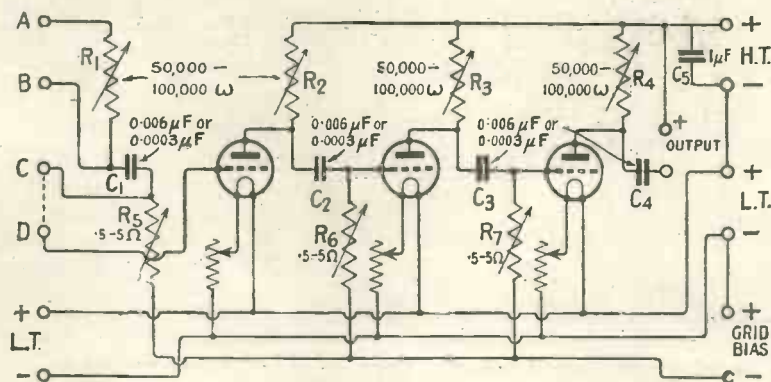 A
B
C
D
+
L.T.
-
R1
50,000 -
100,000 ω
0.006 µF or
0.0003 µF
C1
R5
.5-5Ω
R2
0.006 µF or
0.0003 µF
C2
R6
.5-5Ω
50,000 -
100,000 ω
R3
0.006 µF or
0.0003 µF
C3
R7
.5-5Ω
50,000 -
100,000 ω
R4
C4
+
OUTPUT
C5
1µF
+
H.T.
-
+
L.T.
-
+
GRID
BIAS
-